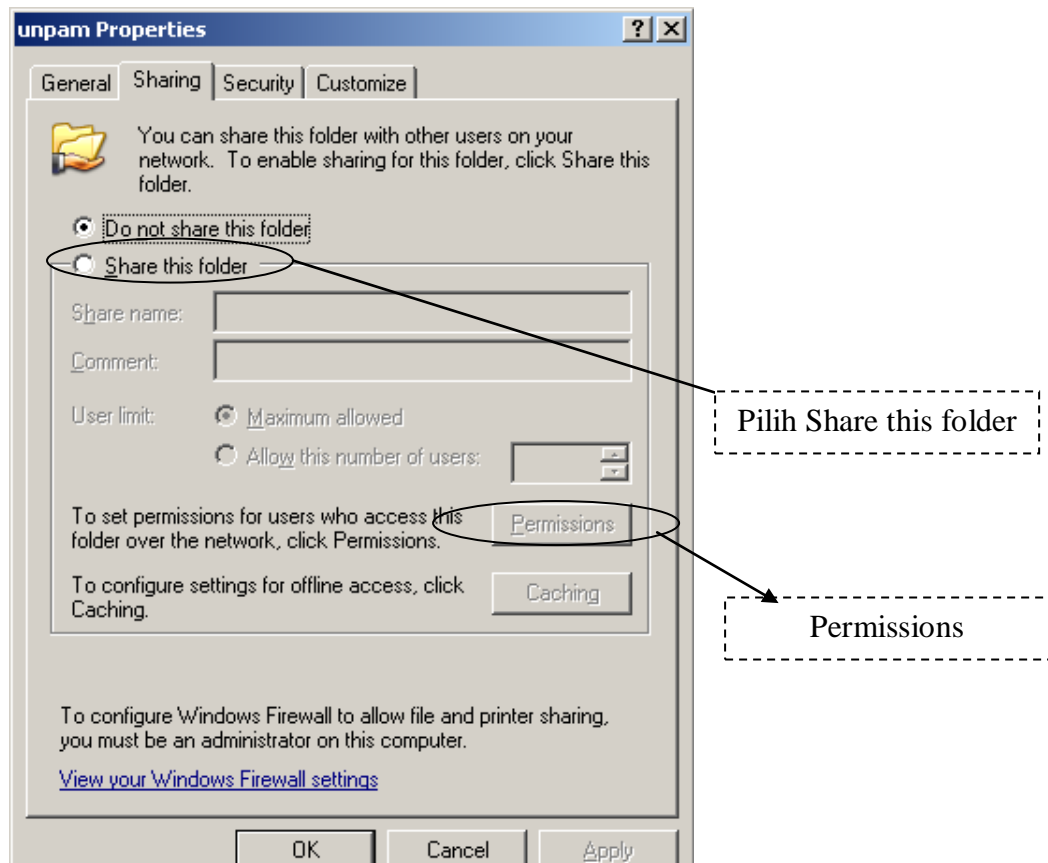 unpam Properties
General Sharing Security Customize
You can share this folder with other users on your
network. To enable sharing for this folder, click Share this
folder.
Do not share this folder
Share this folder
Share name:
Comment:
User limit: Maximum allowed
Allow this number of users:
Pilih Share this folder
To set permissions for users who access this
folder over the network, click Permissions.
Permissions
To configure settings for offline access, click
Caching.
Caching
Permissions
To configure Windows Firewall to allow file and printer sharing,
you must be an administrator on this computer.
View your Windows Firewall settings
OK Cancel Apply